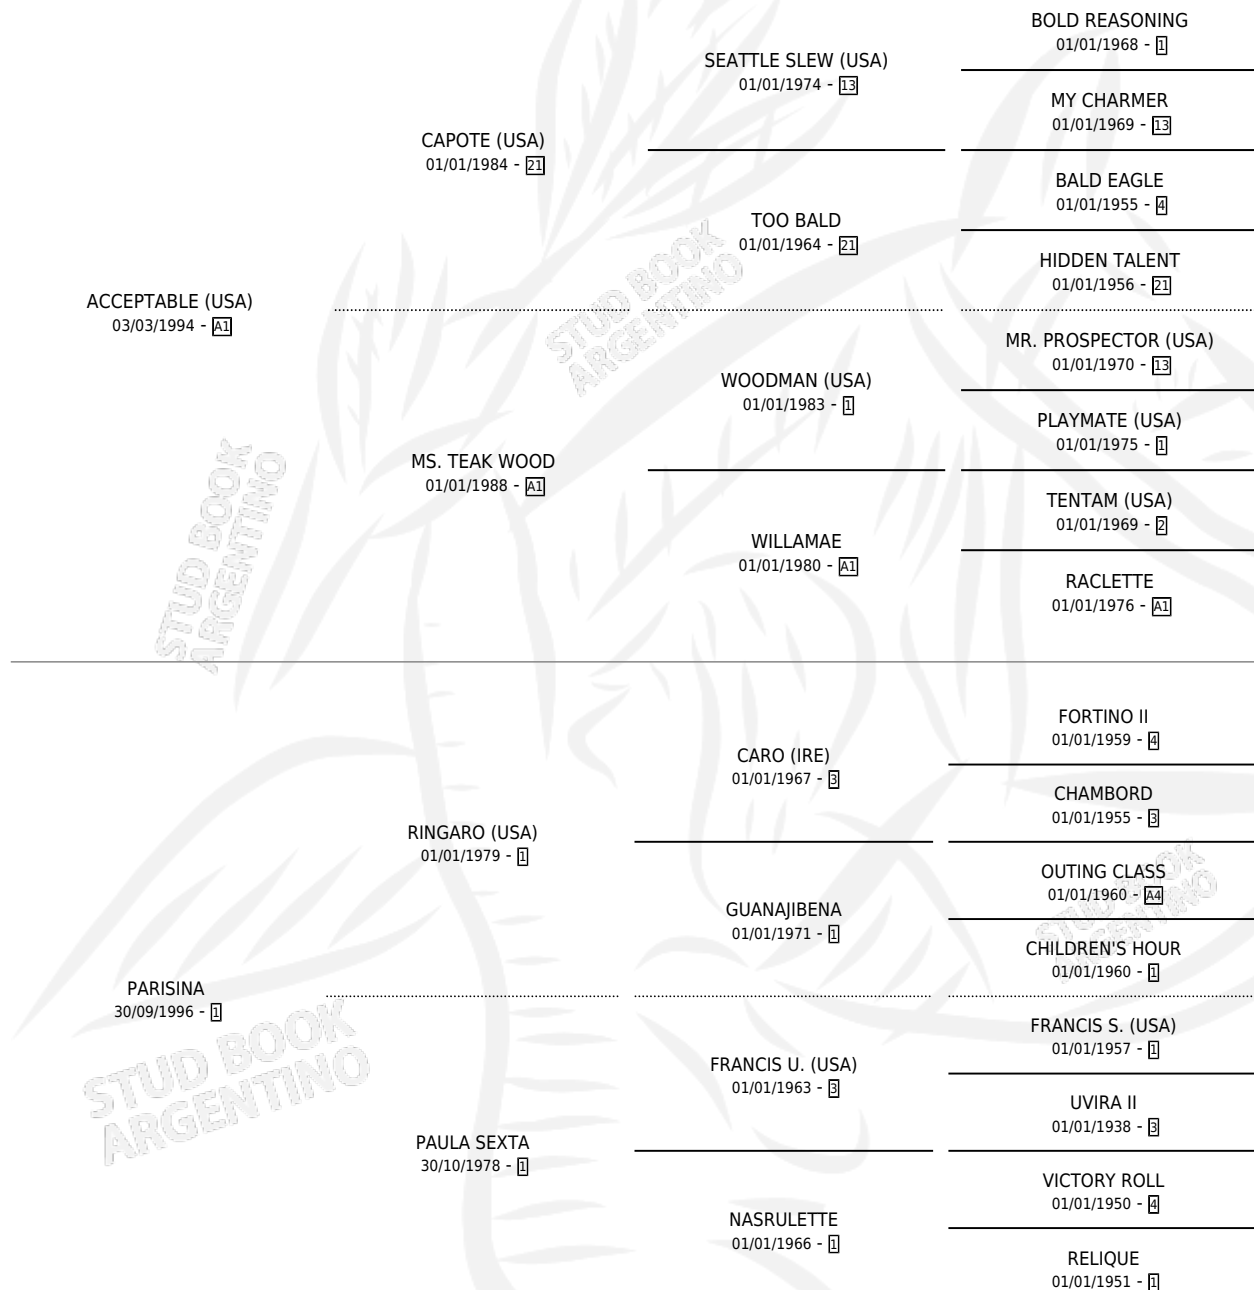 BOLD REASONING
01/01/1968 - 1
SEATTLE SLEW (USA)
01/01/1974 - 13
MY CHARMER
01/01/1969 - 13
CAPOTE (USA)
01/01/1984 - 21
BALD EAGLE
01/01/1955 - 4
TOO BALD
01/01/1964 - 21
HIDDEN TALENT
01/01/1956 - 21
ACCEPTABLE (USA)
03/03/1994 - A1
MR. PROSPECTOR (USA)
01/01/1970 - 13
WOODMAN (USA)
01/01/1983 - 1
PLAYMATE (USA)
01/01/1975 - 1
MS. TEAK WOOD
01/01/1988 - A1
TENTAM (USA)
01/01/1969 - 2
WILLAMAE
01/01/1980 - A1
RACLETTE
01/01/1976 - A1
FORTINO II
01/01/1959 - 4
CARO (IRE)
01/01/1967 - 3
CHAMBORD
01/01/1955 - 3
RINGARO (USA)
01/01/1979 - 1
OUTING CLASS
01/01/1960 - A4
GUANAJIBENA
01/01/1971 - 1
CHILDREN'S HOUR
01/01/1960 - 1
PARISINA
30/09/1996 - 1
FRANCIS S. (USA)
01/01/1957 - 1
FRANCIS U. (USA)
01/01/1963 - 3
UVIRA II
01/01/1938 - 3
PAULA SEXTA
30/10/1978 - 1
VICTORY ROLL
01/01/1950 - 4
NASRULETTE
01/01/1966 - 1
RELIQUE
01/01/1951 - 1
STUD BOOK
ARGENTINO
STUD BOOK
ARGENTINO
STUD BOOK
ARGENTINO
STUD BOOK
ARGENTINO